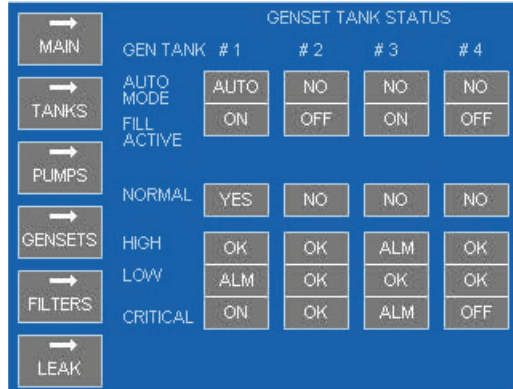 GENSET TANK STATUS
MAIN
GEN TANK # 1 # 2 # 3 # 4
AUTO MODE AUTO NO NO NO
TANKS
FILL ACTIVE ON OFF ON OFF
PUMPS
NORMAL YES NO NO NO
GENSETS
HIGH OK OK ALM OK
LOW ALM OK OK OK
FILTERS
CRITICAL ON OK ALM OFF
LEAK